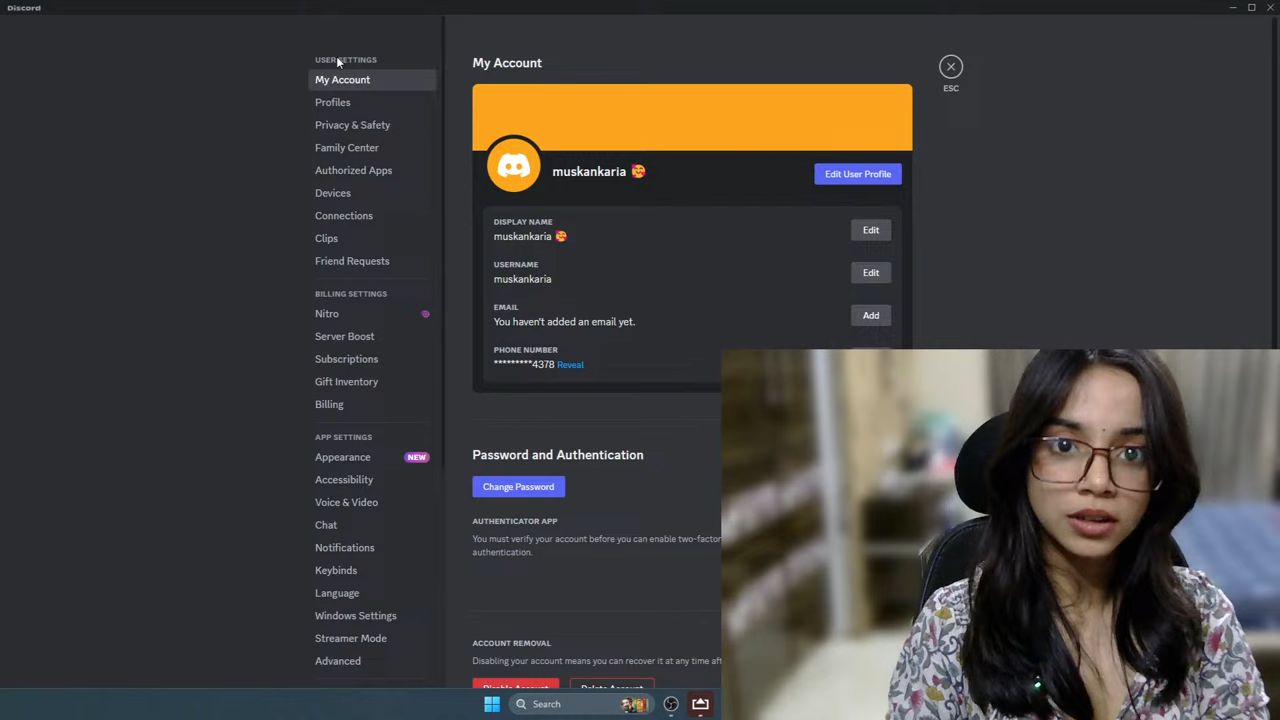 Discord
USER SETTINGS
My Account
Profiles
Privacy & Safety
Family Center
Authorized Apps
Devices
Connections
Clips
Friend Requests
BILLING SETTINGS
Nitro
Server Boost
Subscriptions
Gift Inventory
Billing
APP SETTINGS
Appearance NEW
Accessibility
Voice & Video
Chat
Notifications
Keybinds
Language
Windows Settings
Streamer Mode
Advanced
My Account
ESC
muskankaria 🥰
Edit User Profile
DISPLAY NAME
muskankaria 🥰
Edit
USERNAME
muskankaria
Edit
EMAIL
You haven't added an email yet.
Add
PHONE NUMBER
*********4378 Reveal
Password and Authentication
Change Password
AUTHENTICATOR APP
You must verify your account before you can enable two-factor
authentication.
ACCOUNT REMOVAL
Disabling your account means you can recover it at any time
Disable Account
Delete Account
Search